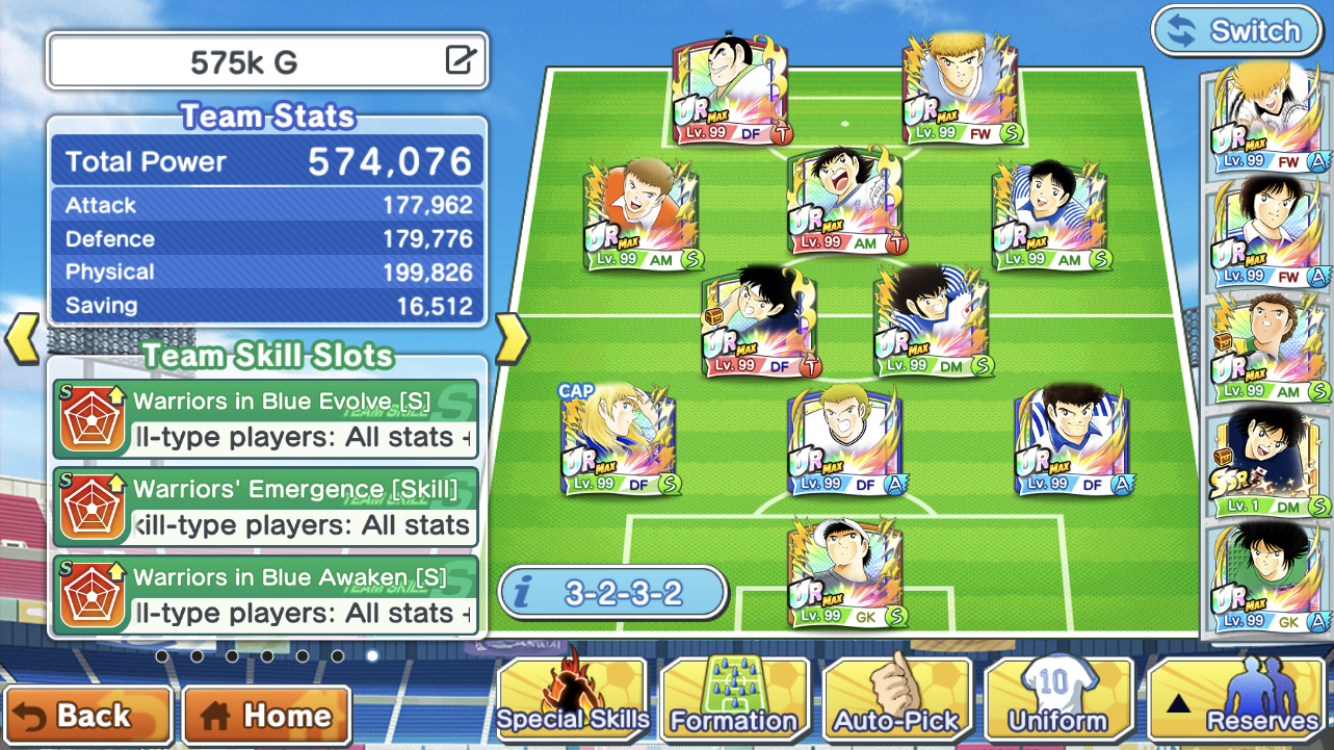 575k G
Switch
Team Stats
Total Power 574,076
Attack 177,962
Defence 179,776
Physical 199,826
Saving 16,512
Team Skill Slots
S Warriors in Blue Evolve [S]
TEAM SKILL S
ll-type players: All stats +
S Warriors' Emergence [Skill]
TEAM SKILL
kill-type players: All stats
S Warriors in Blue Awaken [S]
TEAM SKILL S
ll-type players: All stats +
UR MAX
Lv. 99 DF T
UR MAX
Lv. 99 FW S
UR MAX
Lv. 99 AM S
UR MAX
Lv. 99 AM T
UR MAX
Lv. 99 AM S
UR MAX
Lv. 99 DF T
UR MAX
Lv. 99 DM S
CAP
UR MAX
Lv. 99 DF S
UR MAX
Lv. 99 DF A
UR MAX
Lv. 99 DF A
UR MAX
Lv. 99 GK S
i 3-2-3-2
UR MAX
Lv. 99 FW A
UR MAX
Lv. 99 FW A
UR MAX
Lv. 99 AM S
SSR
Lv. 1 DM S
UR MAX
Lv. 99 GK A
Back
Home
Special Skills
Formation
Auto-Pick
10
Uniform
Reserves